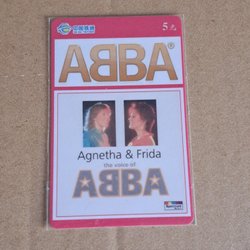 5元
ABBA®
Agnetha & Frida
the voice of
ABBA